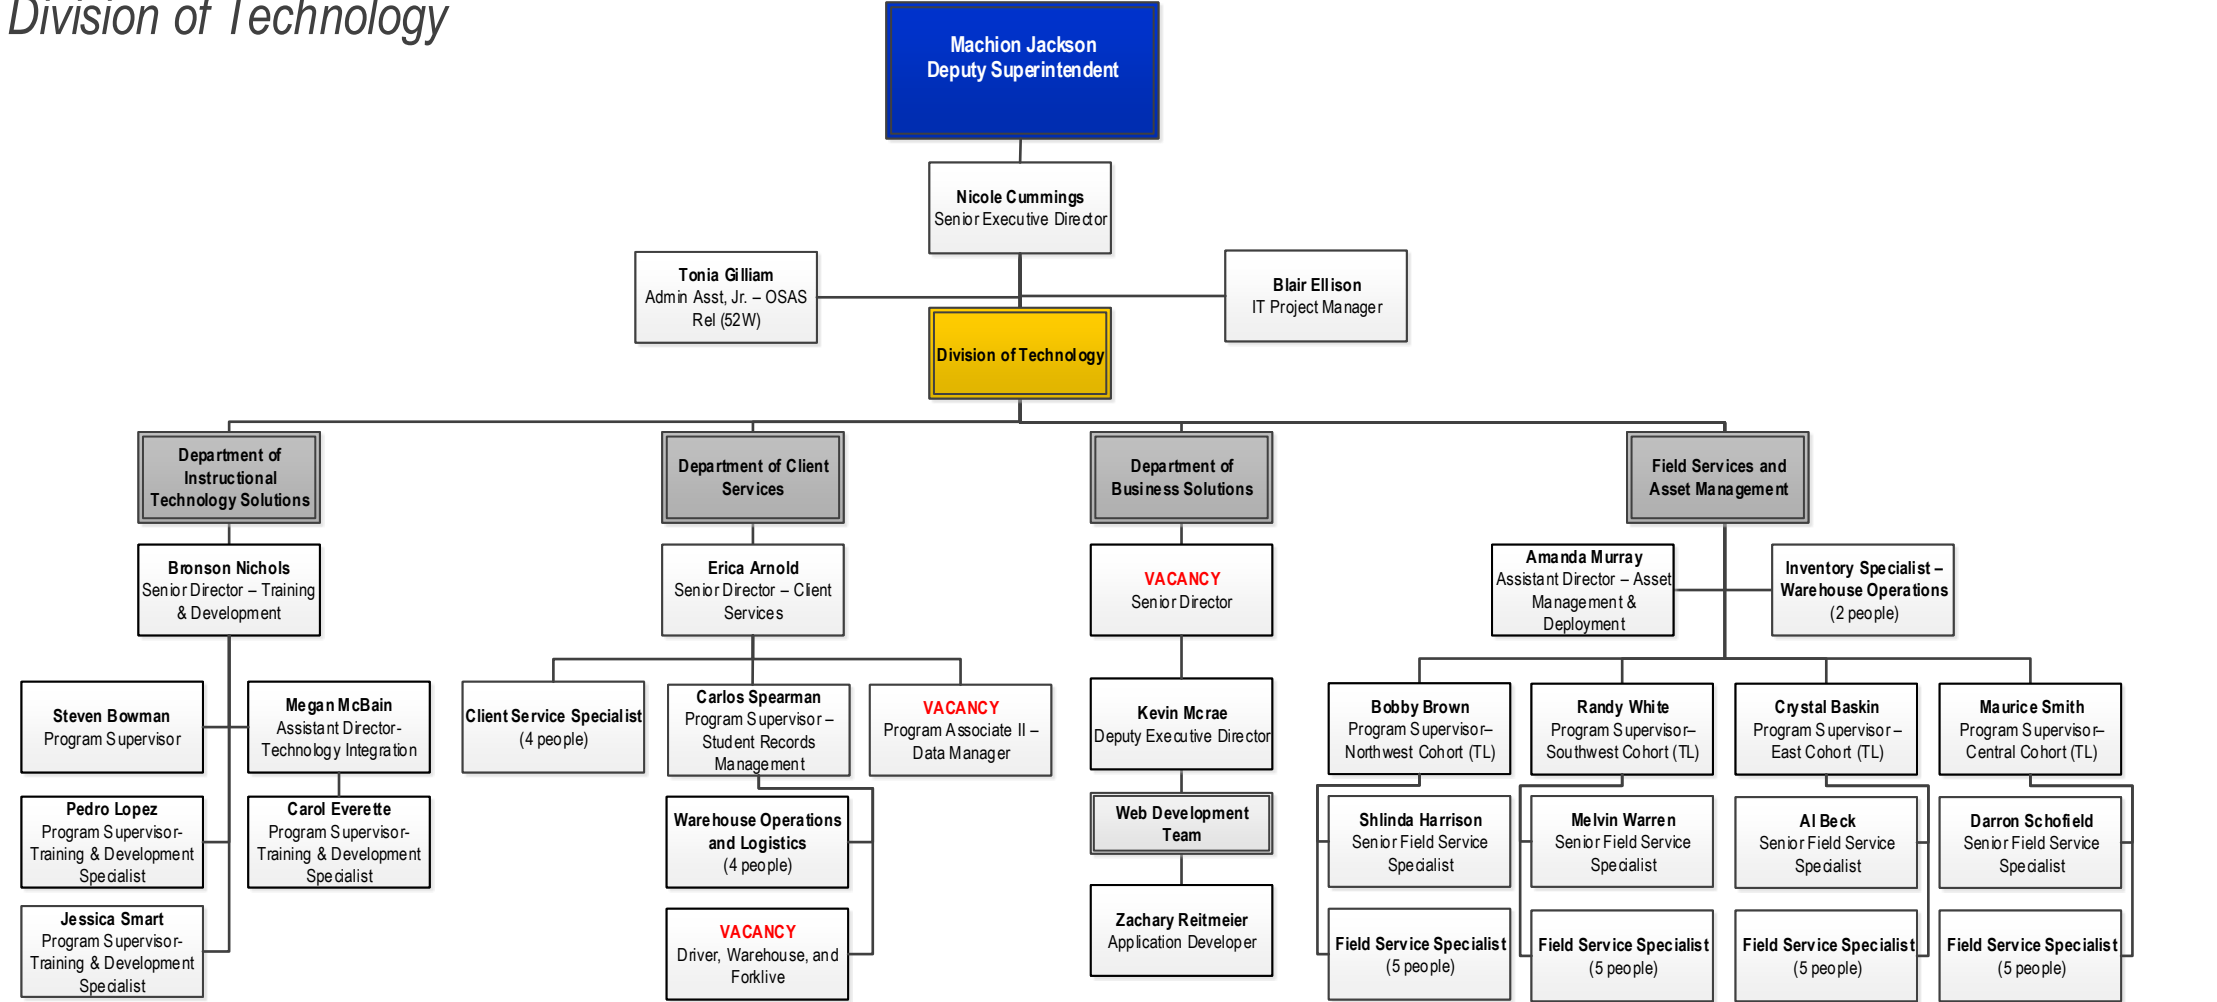 Division of Technology
Machion Jackson
Deputy Superintendent
Nicole Cummings
Senior Executive Director
Tonia Gilliam
Admin Asst, Jr. – OSAS
Rel (52W)
Blair Ellison
IT Project Manager
Division of Technology
Department of
Instructional
Technology Solutions
Department of Client
Services
Department of
Business Solutions
Field Services and
Asset Management
Bronson Nichols
Senior Director – Training
& Development
Erica Arnold
Senior Director – Client
Services
VACANCY
Senior Director
Amanda Murray
Assistant Director – Asset
Management &
Deployment
Inventory Specialist –
Warehouse Operations
(2 people)
Steven Bowman
Program Supervisor
Megan McBain
Assistant Director-
Technology Integration
Client Service Specialist
(4 people)
Carlos Spearman
Program Supervisor –
Student Records
Management
VACANCY
Program Associate II –
Data Manager
Kevin Mcrae
Deputy Executive Director
Bobby Brown
Program Supervisor–
Northwest Cohort (TL)
Randy White
Program Supervisor–
Southwest Cohort (TL)
Crystal Baskin
Program Supervisor –
East Cohort (TL)
Maurice Smith
Program Supervisor–
Central Cohort (TL)
Pedro Lopez
Program Supervisor-
Training & Development
Specialist
Carol Everette
Program Supervisor-
Training & Development
Specialist
Warehouse Operations
and Logistics
(4 people)
Web Development
Team
Shlinda Harrison
Senior Field Service
Specialist
Melvin Warren
Senior Field Service
Specialist
Al Beck
Senior Field Service
Specialist
Darron Schofield
Senior Field Service
Specialist
Jessica Smart
Program Supervisor-
Training & Development
Specialist
VACANCY
Driver, Warehouse, and
Forklive
Zachary Reitmeier
Application Developer
Field Service Specialist
(5 people)
Field Service Specialist
(5 people)
Field Service Specialist
(5 people)
Field Service Specialist
(5 people)